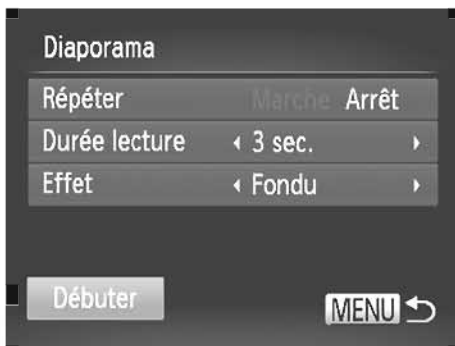 Diaporama
Répéter Marche Arrêt
Durée lecture 3 sec.
Effet Fondu
Débuter MENU